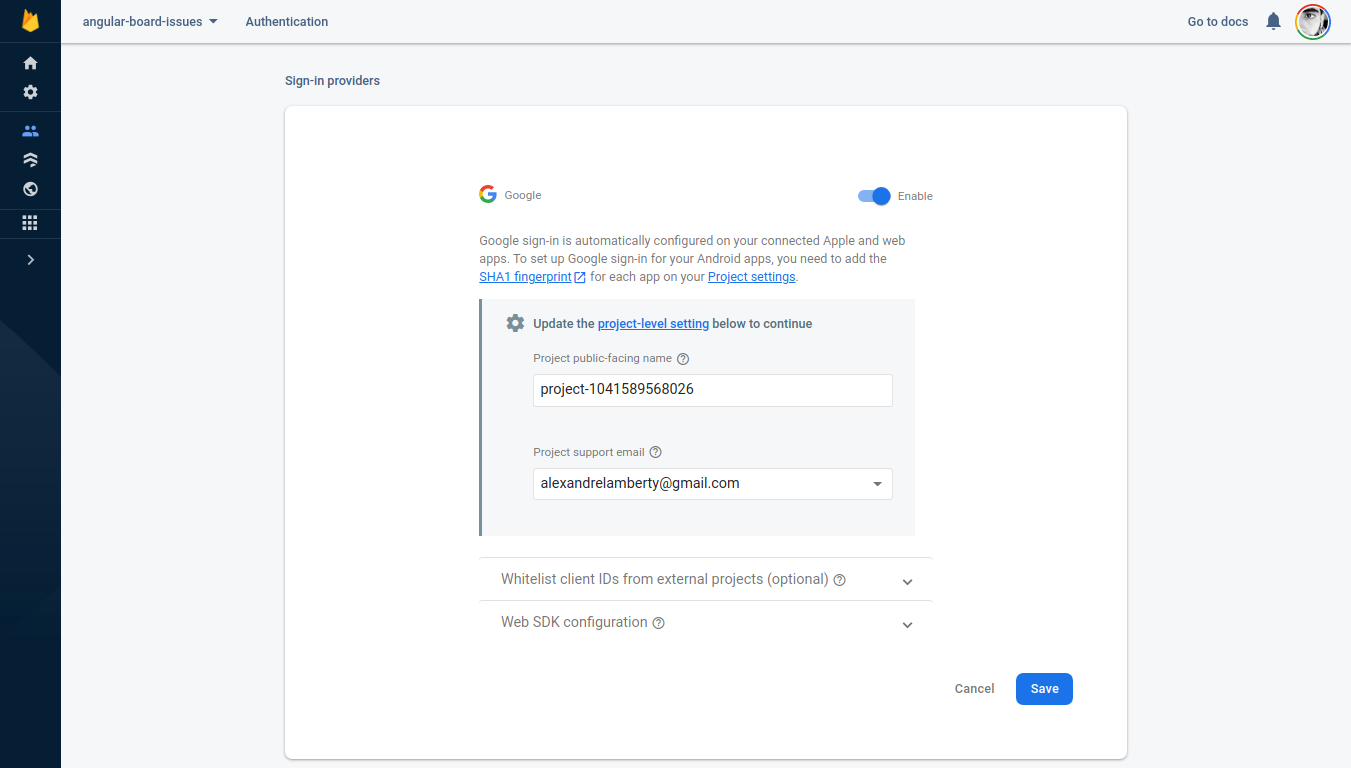 angular-board-issues
Authentication
Go to docs
Sign-in providers
Google
Enable
Google sign-in is automatically configured on your connected Apple and web
apps. To set up Google sign-in for your Android apps, you need to add the
SHA1 fingerprint for each app on your Project settings.
Update the project-level setting below to continue
Project public-facing name
project-1041589568026
Project support email
alexandrelamberty@gmail.com
Whitelist client IDs from external projects (optional)
Web SDK configuration
Cancel
Save